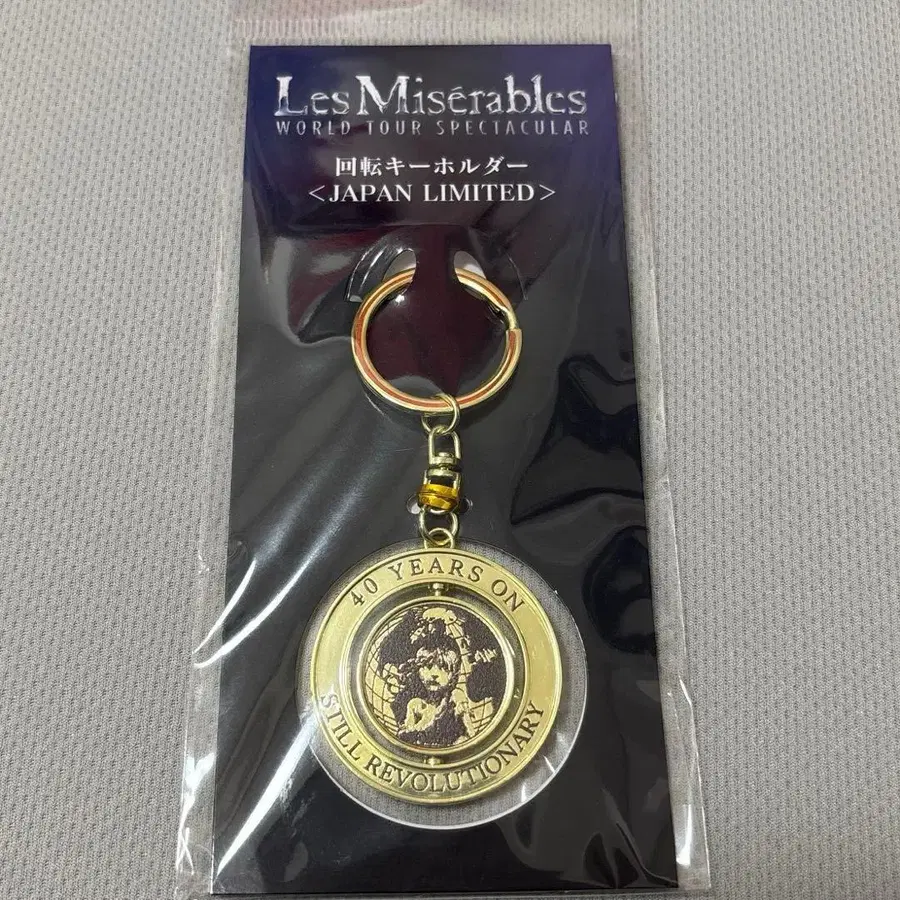 Les Misérables
WORLD TOUR SPECTACULAR
回転キーホルダー
＜JAPAN LIMITED＞
40 YEARS ON
STILL REVOLUTIONARY